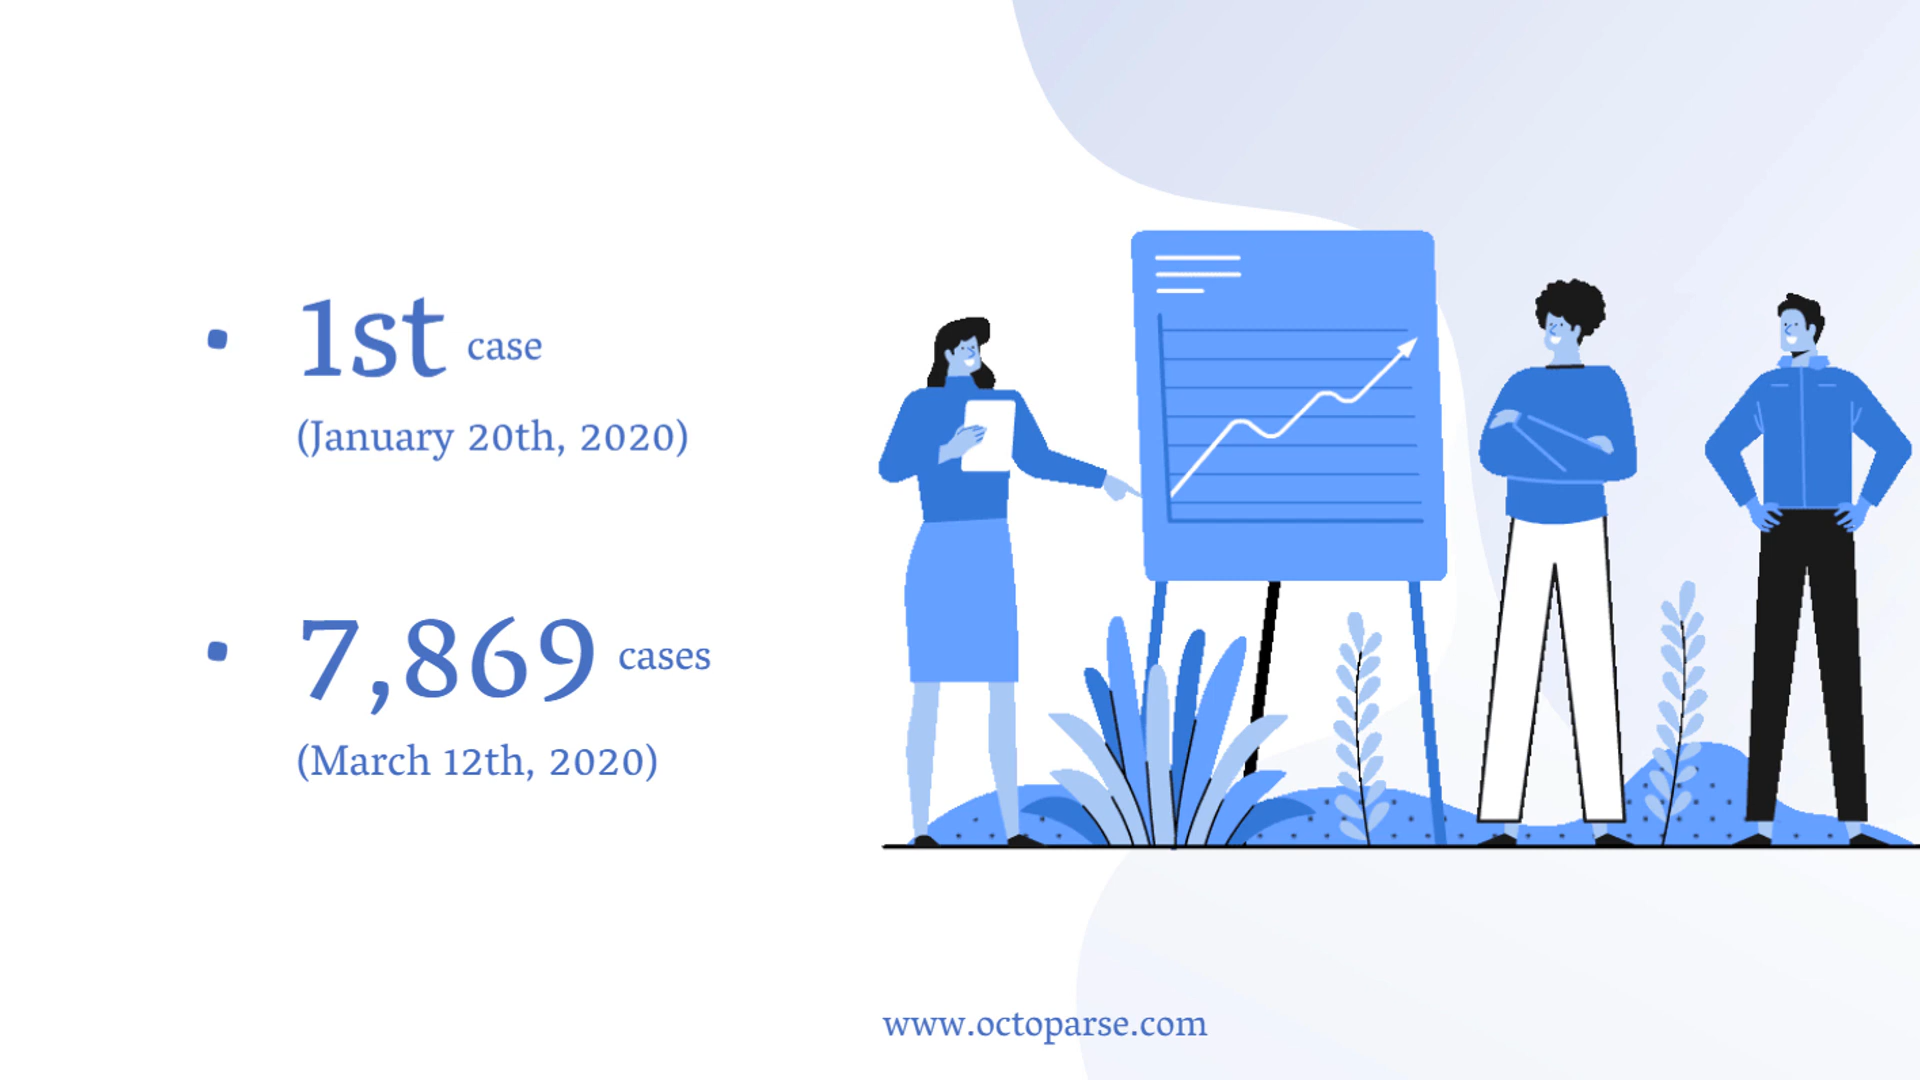 1st case
(January 20th, 2020)
7,869 cases
(March 12th, 2020)
www.octoparse.com